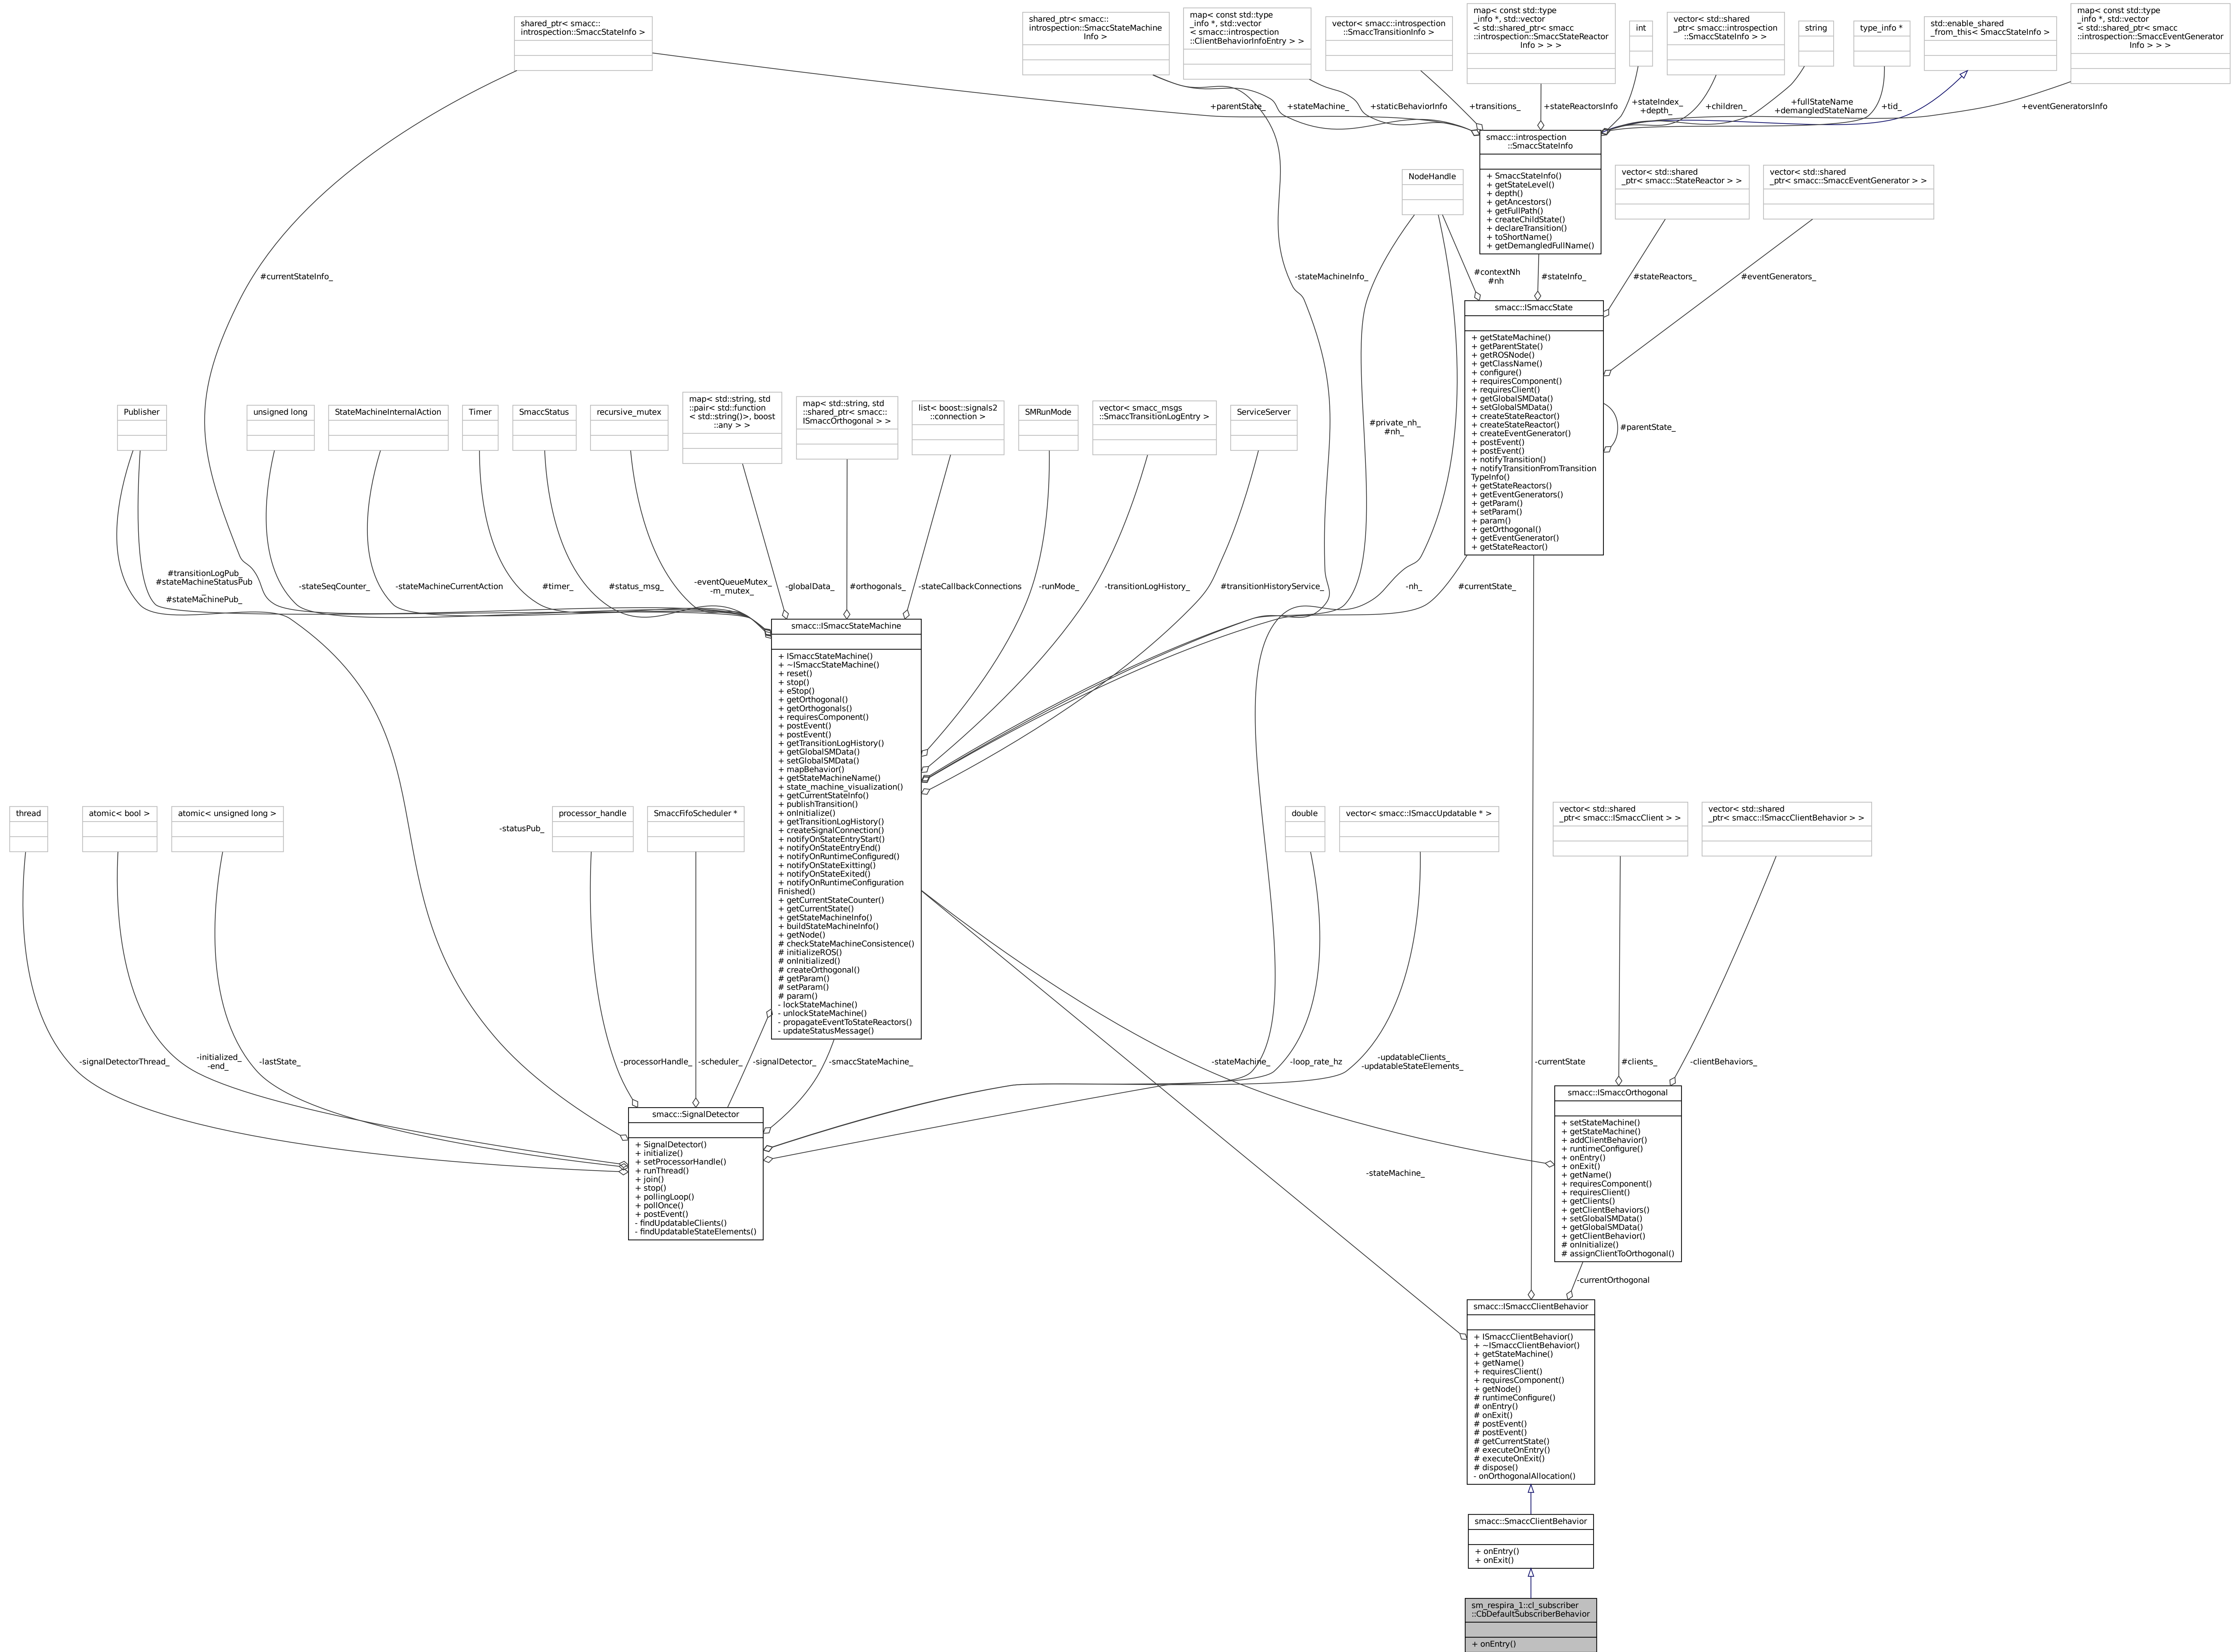 shared_ptr< smacc::
introspection::SmaccStateInfo >
shared_ptr< smacc::
introspection::SmaccStateMachine
Info >
map< const std::type
_info *, std::vector
< smacc::introspection
::ClientBehaviorInfoEntry > >
vector< smacc::introspection
::SmaccTransitionInfo >
map< const std::type
_info *, std::vector
< std::shared_ptr< smacc
::introspection::SmaccStateReactor
Info > > >
int
vector< std::shared
_ptr< smacc::introspection
::SmaccStateInfo > >
string
type_info *
std::enable_shared
_from_this< SmaccStateInfo >
map< const std::type
_info *, std::vector
< std::shared_ptr< smacc
::introspection::SmaccEventGenerator
Info > > >
+parentState_
+stateMachine_
+staticBehaviorInfo
+transitions_
+stateReactorsInfo
+stateIndex_
+depth_
+children_
+fullStateName
+demangledStateName
+tid_
+eventGeneratorsInfo
smacc::introspection
::SmaccStateInfo
+ SmaccStateInfo()
+ getStateLevel()
+ depth()
+ getAncestors()
+ getFullPath()
+ createChildState()
+ declareTransition()
+ toShortName()
+ getDemangledFullName()
NodeHandle
vector< std::shared
_ptr< smacc::StateReactor > >
vector< std::shared
_ptr< smacc::SmaccEventGenerator > >
#currentStateInfo_
-stateMachineInfo_
#contextNh
#nh
#stateInfo_
#stateReactors_
#eventGenerators_
smacc::ISmaccState
+ getStateMachine()
+ getParentState()
+ getROSNode()
+ getClassName()
+ configure()
+ requiresComponent()
+ requiresClient()
+ getGlobalSMData()
+ setGlobalSMData()
+ createStateReactor()
+ createStateReactor()
+ createEventGenerator()
+ postEvent()
+ postEvent()
+ notifyTransition()
+ notifyTransitionFromTransition
TypeInfo()
+ getStateReactors()
+ getEventGenerators()
+ getParam()
+ setParam()
+ param()
+ getOrthogonal()
+ getEventGenerator()
+ getStateReactor()
#parentState_
Publisher
unsigned long
StateMachineInternalAction
Timer
SmaccStatus
recursive_mutex
map< std::string, std
::pair< std::function
< std::string()>, boost
::any > >
map< std::string, std
::shared_ptr< smacc::
ISmaccOrthogonal > >
list< boost::signals2
::connection >
SMRunMode
vector< smacc_msgs
::SmaccTransitionLogEntry >
ServiceServer
#private_nh_
#nh_
#transitionLogPub_
#stateMachineStatusPub
_
#stateMachinePub_
-stateSeqCounter_
-stateMachineCurrentAction
#timer_
#status_msg_
-eventQueueMutex_
-m_mutex_
-globalData_
#orthogonals_
-stateCallbackConnections
-runMode_
-transitionLogHistory_
#transitionHistoryService_
-nh_
#currentState_
smacc::ISmaccStateMachine
+ ISmaccStateMachine()
+ ~ISmaccStateMachine()
+ reset()
+ stop()
+ eStop()
+ getOrthogonal()
+ getOrthogonals()
+ requiresComponent()
+ postEvent()
+ postEvent()
+ getTransitionLogHistory()
+ getGlobalSMData()
+ setGlobalSMData()
+ mapBehavior()
+ getStateMachineName()
+ state_machine_visualization()
+ getCurrentStateInfo()
+ publishTransition()
+ onInitialize()
+ getTransitionLogHistory()
+ createSignalConnection()
+ notifyOnStateEntryStart()
+ notifyOnStateEntryEnd()
+ notifyOnRuntimeConfigured()
+ notifyOnStateExitting()
+ notifyOnStateExited()
+ notifyOnRuntimeConfiguration
Finished()
+ getCurrentStateCounter()
+ getCurrentState()
+ getStateMachineInfo()
+ buildStateMachineInfo()
+ getNode()
# checkStateMachineConsistence()
# initializeROS()
# onInitialized()
# createOrthogonal()
# getParam()
# setParam()
# param()
- lockStateMachine()
- unlockStateMachine()
- propagateEventToStateReactors()
- updateStatusMessage()
thread
atomic< bool >
atomic< unsigned long >
-statusPub_
processor_handle
SmaccFifoScheduler *
double
vector< smacc::ISmaccUpdatable * >
vector< std::shared
_ptr< smacc::ISmaccClient > >
vector< std::shared
_ptr< smacc::ISmaccClientBehavior > >
-signalDetectorThread_
-initialized_
-end_
-lastState_
-processorHandle_
-scheduler_
-signalDetector_
-smaccStateMachine_
-stateMachine_
-loop_rate_hz
-updatableClients_
-updatableStateElements_
-currentState
#clients_
-clientBehaviors_
smacc::SignalDetector
+ SignalDetector()
+ initialize()
+ setProcessorHandle()
+ runThread()
+ join()
+ stop()
+ pollingLoop()
+ pollOnce()
+ postEvent()
- findUpdatableClients()
- findUpdatableStateElements()
smacc::ISmaccOrthogonal
+ setStateMachine()
+ getStateMachine()
+ addClientBehavior()
+ runtimeConfigure()
+ onEntry()
+ onExit()
+ getName()
+ requiresComponent()
+ requiresClient()
+ getClients()
+ getClientBehaviors()
+ setGlobalSMData()
+ getGlobalSMData()
+ getClientBehavior()
# onInitialize()
# assignClientToOrthogonal()
-stateMachine_
-currentOrthogonal
smacc::ISmaccClientBehavior
+ ISmaccClientBehavior()
+ ~ISmaccClientBehavior()
+ getStateMachine()
+ getName()
+ requiresClient()
+ requiresComponent()
+ getNode()
# runtimeConfigure()
# onEntry()
# onExit()
# postEvent()
# postEvent()
# getCurrentState()
# executeOnEntry()
# executeOnExit()
# dispose()
- onOrthogonalAllocation()
smacc::SmaccClientBehavior
+ onEntry()
+ onExit()
sm_respira_1::cl_subscriber
::CbDefaultSubscriberBehavior
+ onEntry()